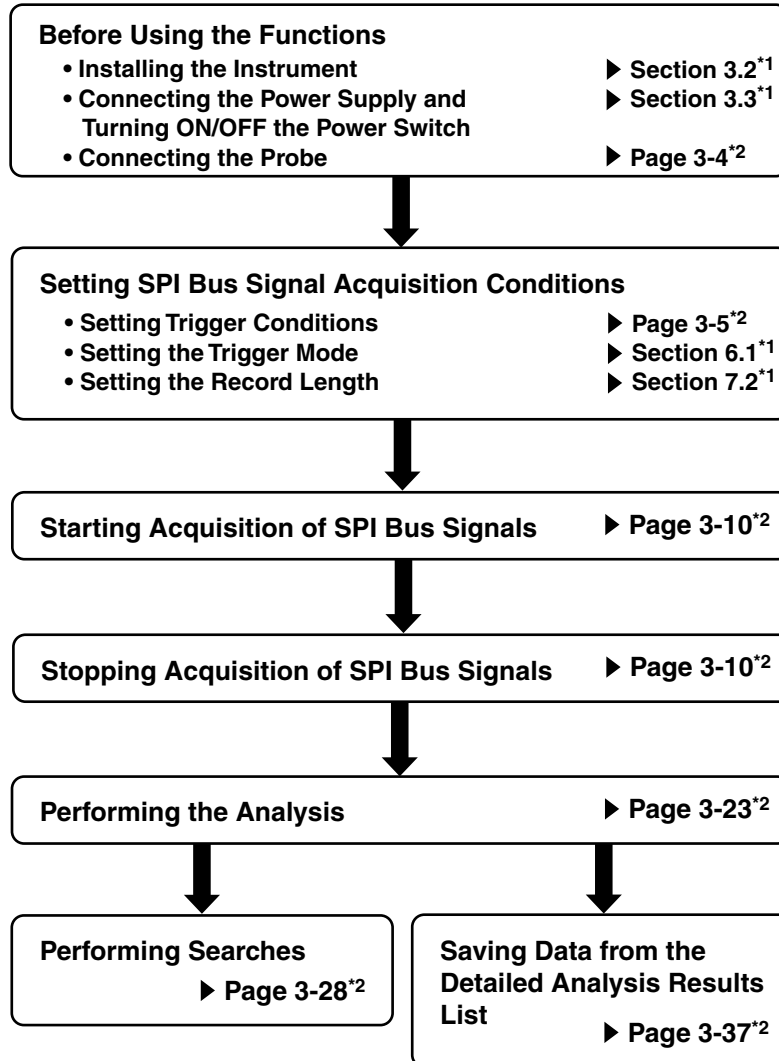 Before Using the Functions
• Installing the Instrument ▶ Section 3.2*1
• Connecting the Power Supply and ▶ Section 3.3*1
Turning ON/OFF the Power Switch
• Connecting the Probe ▶ Page 3-4*2
Setting SPI Bus Signal Acquisition Conditions
• Setting Trigger Conditions ▶ Page 3-5*2
• Setting the Trigger Mode ▶ Section 6.1*1
• Setting the Record Length ▶ Section 7.2*1
Starting Acquisition of SPI Bus Signals ▶ Page 3-10*2
Stopping Acquisition of SPI Bus Signals ▶ Page 3-10*2
Performing the Analysis ▶ Page 3-23*2
Performing Searches
▶ Page 3-28*2
Saving Data from the
Detailed Analysis Results
List
▶ Page 3-37*2